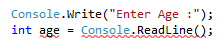 Console.Write("Enter Age :");
int age = Console.ReadLine();